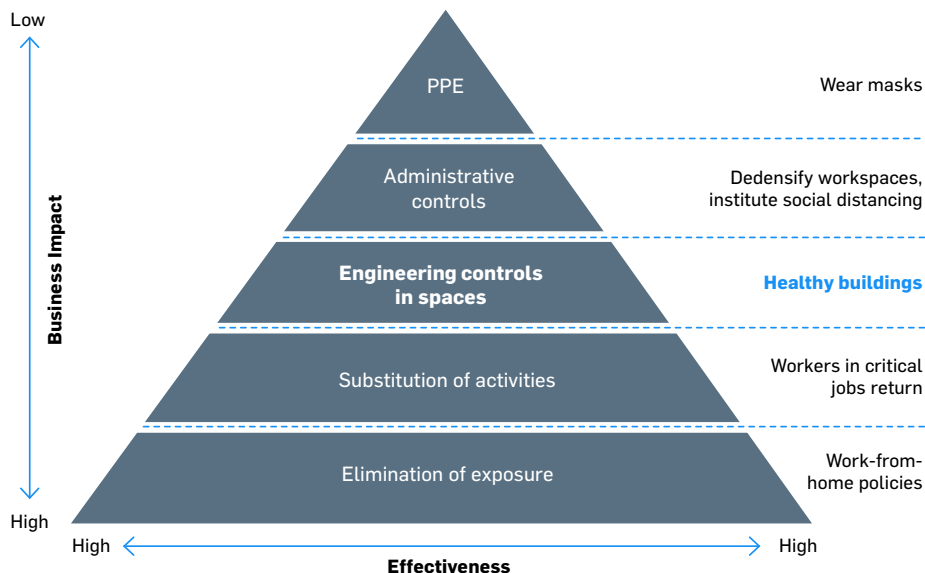 Low
PPE
Wear masks
Administrative
controls
Dedensify workspaces,
institute social distancing
Business Impact
Engineering controls
in spaces
Healthy buildings
Substitution of activities
Workers in critical
jobs return
Elimination of exposure
Work-from-
home policies
High
High
High
Effectiveness